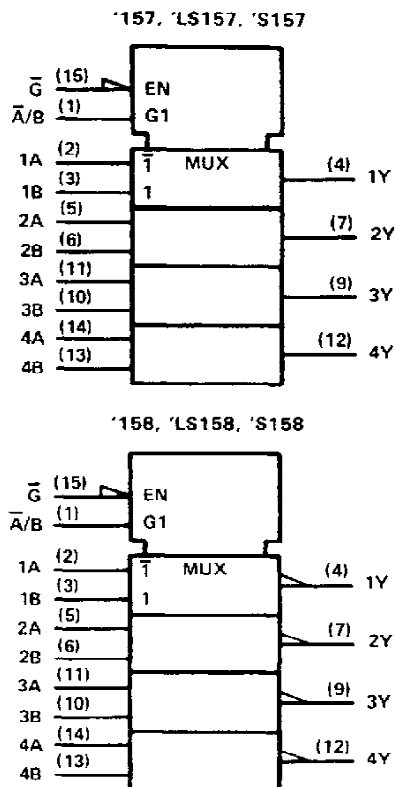 '157, 'LS157, 'S157
G̅ (15) EN
A̅/B (1) G1
1A (2) 1̅ MUX (4) 1Y
1B (3) 1
2A (5) (7) 2Y
2B (6)
3A (11) (9) 3Y
3B (10)
4A (14) (12) 4Y
4B (13)
'158, 'LS158, 'S158
G̅ (15) EN
A̅/B (1) G1
1A (2) 1̅ MUX (4) 1Y
1B (3) 1
2A (5) (7) 2Y
2B (6)
3A (11) (9) 3Y
3B (10)
4A (14) (12) 4Y
4B (13)